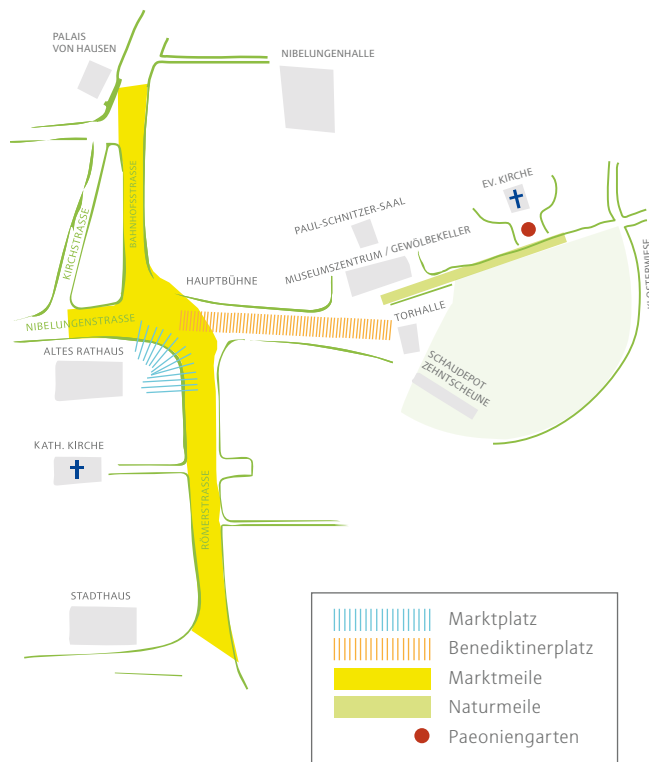 PALAIS
VON HAUSEN
NIBELUNGENHALLE
BAHNHOFSSTRASSE
KIRCHSTRASSE
EV. KIRCHE
PAUL-SCHNITZER-SAAL
MUSEUMSZENTRUM / GEWÖLBEKELLER
HAUPTBÜHNE
NIBELUNGENSTRASSE
TORHALLE
ALTES RATHAUS
SCHAUDEPOT
ZEHNTSCHEUNE
KATH. KIRCHE
RÖMERSTRASSE
STADTHAUS
Marktplatz
Benediktinerplatz
Marktmeile
Naturmeile
Paeoniengarten